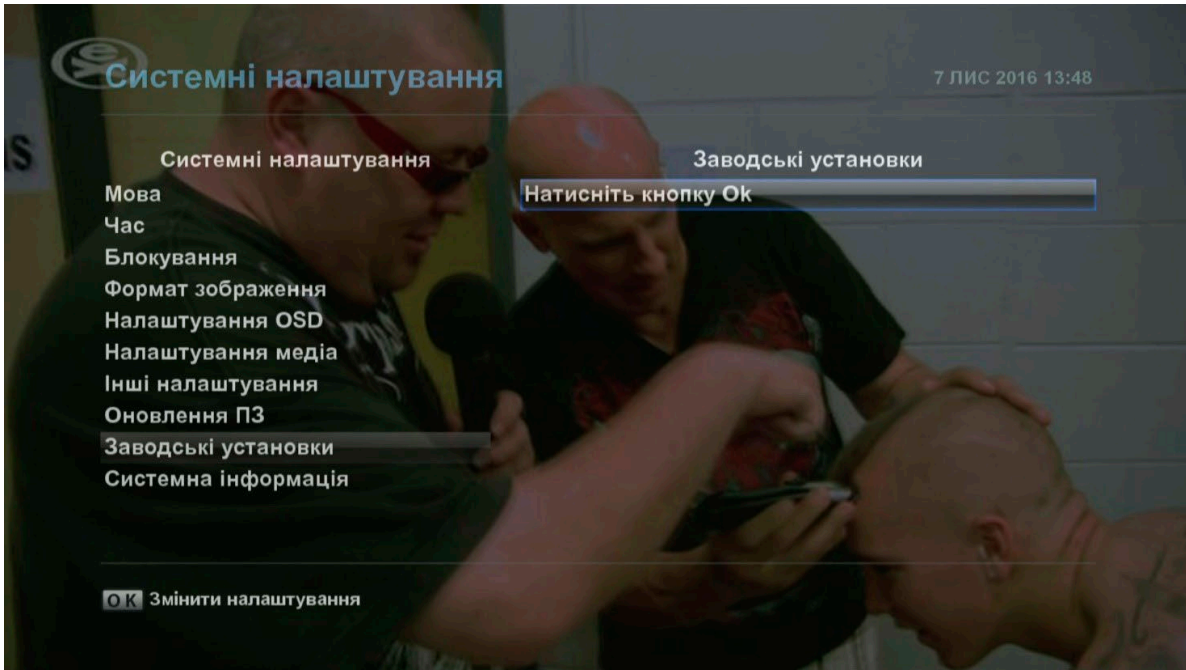 Системні налаштування
7 ЛИС 2016 13:48
Системні налаштування
Заводські установки
Мова
Натисніть кнопку Ok
Час
Блокування
Формат зображення
Налаштування OSD
Налаштування медіа
Інші налаштування
Оновлення ПЗ
Заводські установки
Системна інформація
OK Змінити налаштування